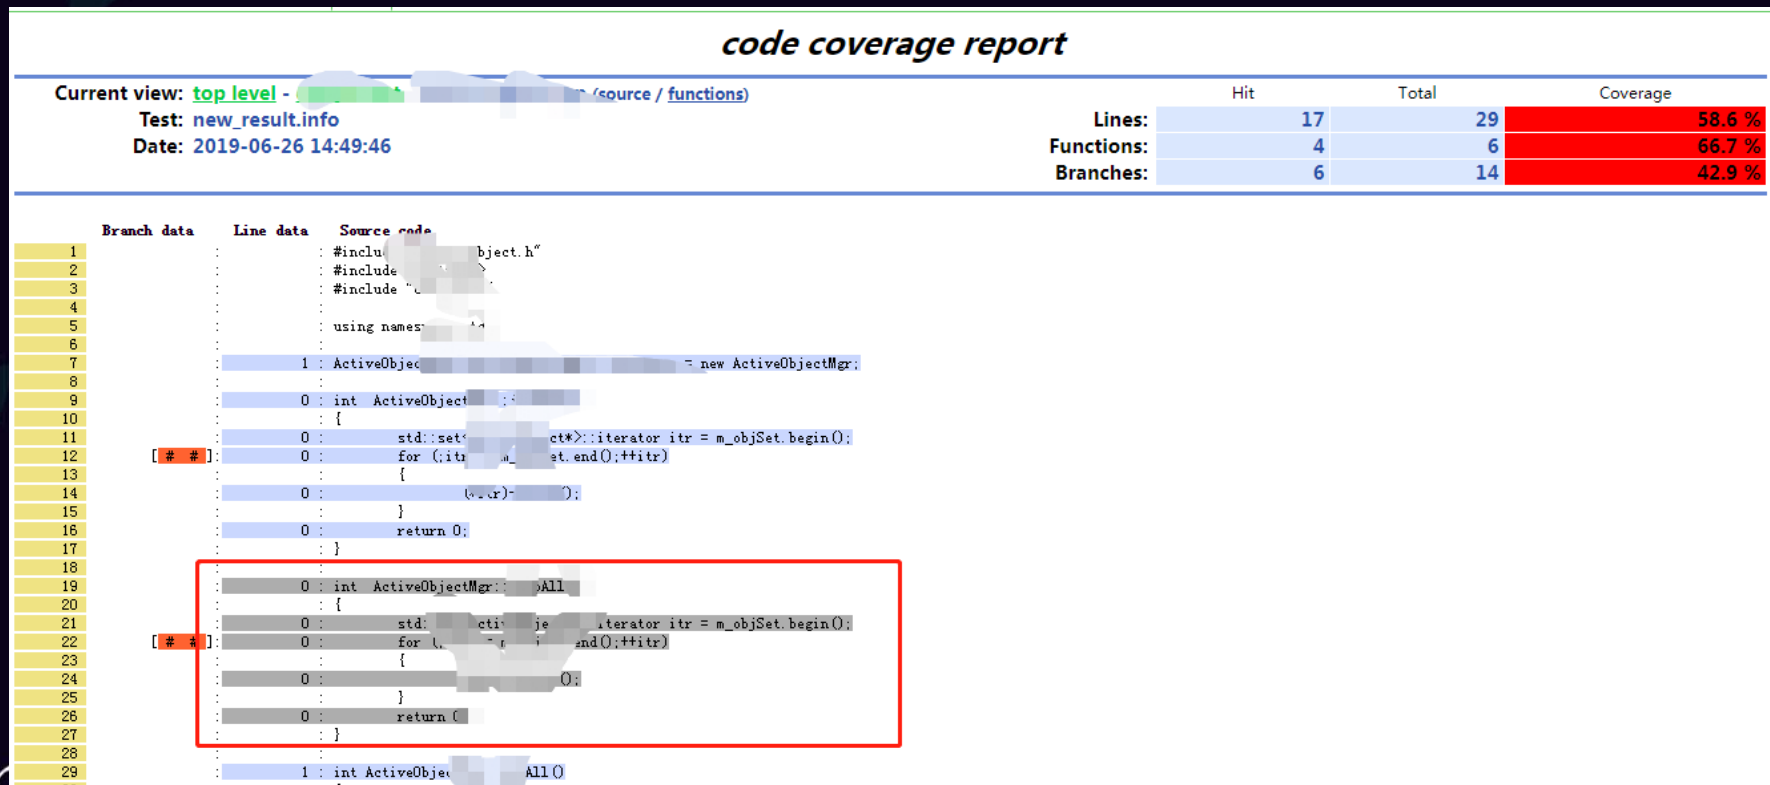 code coverage report
Current view: top level - (source / functions)
Test: new_result.info
Date: 2019-06-26 14:49:46
Hit Total Coverage
Lines: 17 29 58.6 %
Functions: 4 6 66.7 %
Branches: 6 14 42.9 %
Branch data Line data Source code
1 : : #inclu bject.h"
2 : : #include >
3 : : #include "
4 : :
5 : : using names
6 : :
7 : 1 : ActiveObjec = new ActiveObjectMgr;
8 : :
9 : 0 : int ActiveObject
10 : : {
11 : 0 : std::set ct*>::iterator itr = m_objSet.begin();
12 [ # # ]: 0 : for (;itr et.end();++itr)
13 : : {
14 : 0 : );
15 : : }
16 : 0 : return 0;
17 : : }
18 : :
19 : 0 : int ActiveObjectMgr:: All
20 : : {
21 : 0 : std: cti je iterator itr = m_objSet.begin();
22 [ # # ]: 0 : for (; end();++itr)
23 : : {
24 : 0 : ();
25 : : }
26 : 0 : return
27 : : }
28 : :
29 : 1 : int ActiveObje All()